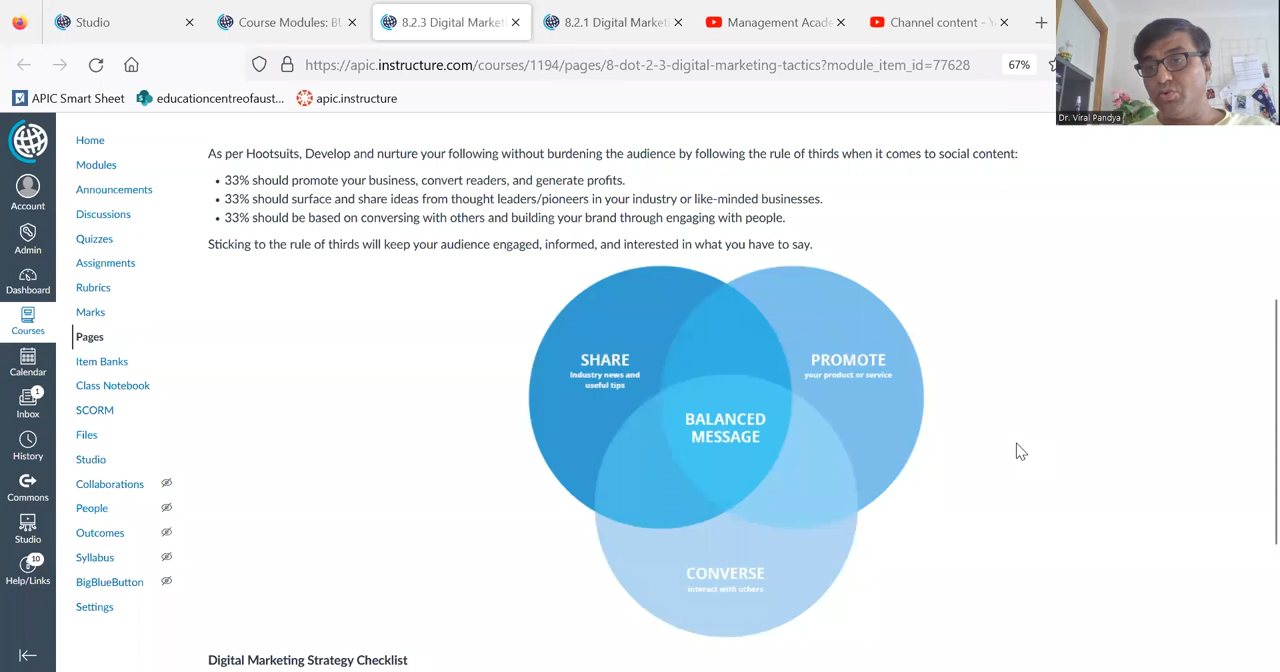 Studio
Course Modules: BU
8.2.3 Digital Market
8.2.1 Digital Market
Management Acade
Channel content - Y
https://apic.instructure.com/courses/1194/pages/8-dot-2-3-digital-marketing-tactics?module_item_id=77628
67%
APIC Smart Sheet
educationcentreofaust...
apic.instructure
Dr. Viral Pandya
Account
Admin
Dashboard
Courses
Calendar
1
Inbox
History
Commons
Studio
10
Help/Links
Home
Modules
Announcements
Discussions
Quizzes
Assignments
Rubrics
Marks
Pages
Item Banks
Class Notebook
SCORM
Files
Studio
Collaborations
People
Outcomes
Syllabus
BigBlueButton
Settings
As per Hootsuits, Develop and nurture your following without burdening the audience by following the rule of thirds when it comes to social content:
• 33% should promote your business, convert readers, and generate profits.
• 33% should surface and share ideas from thought leaders/pioneers in your industry or like-minded businesses.
• 33% should be based on conversing with others and building your brand through engaging with people.
Sticking to the rule of thirds will keep your audience engaged, informed, and interested in what you have to say.
SHARE
industry news and
useful tips
PROMOTE
your product or service
BALANCED
MESSAGE
CONVERSE
interact with others
Digital Marketing Strategy Checklist